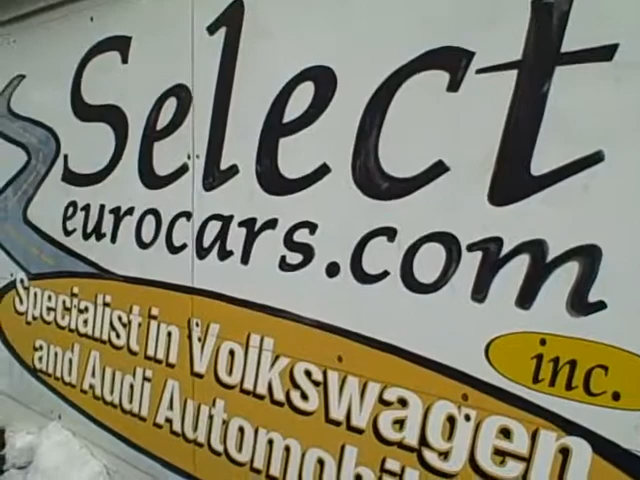 Select
eurocars.com
inc.
Specialist in Volkswagen
and Audi